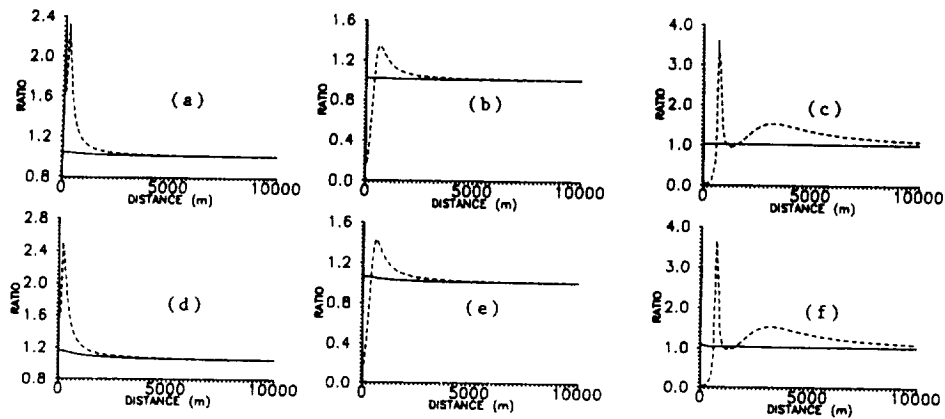 2.4
2.0
1.6
1.2
0.8
RATIO
(a)
0
5000
10000
DISTANCE (m)
1.6
1.2
0.8
0.4
0.0
RATIO
(b)
0
5000
10000
DISTANCE (m)
4.0
3.0
2.0
1.0
0.0
RATIO
(c)
0
5000
10000
DISTANCE (m)
2.8
2.4
2.0
1.6
1.2
0.8
RATIO
(d)
0
5000
10000
DISTANCE (m)
1.6
1.2
0.8
0.4
0.0
RATIO
(e)
0
5000
10000
DISTANCE (m)
4.0
3.0
2.0
1.0
0.0
RATIO
(f)
0
5000
10000
DISTANCE (m)